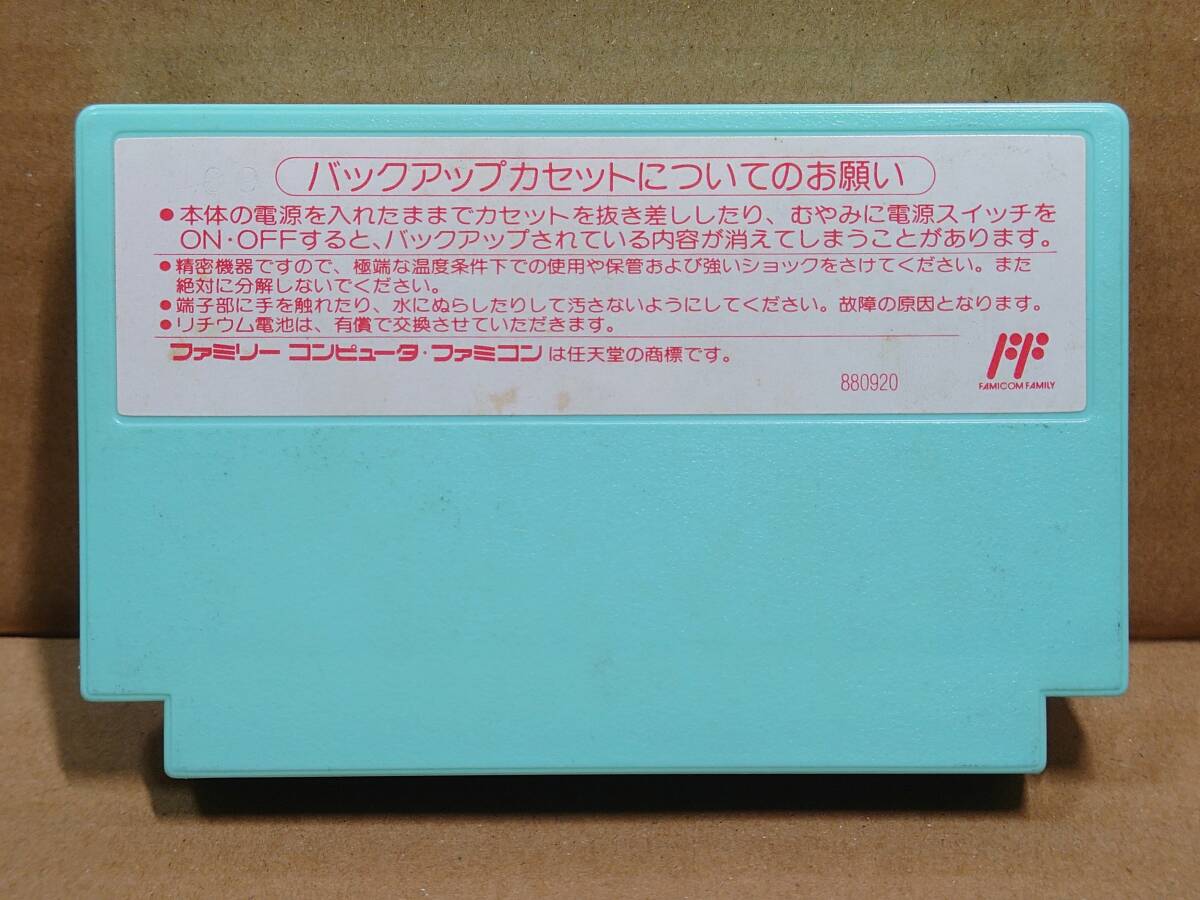 バックアップカセットについてのお願い
●本体の電源を入れたままでカセットを抜き差ししたり、むやみに電源スイッチを
ON・OFFすると、バックアップされている内容が消えてしまうことがあります。
●精密機器ですので、極端な温度条件下での使用や保管および強いショックをさけてください。また
絶対に分解しないでください。
●端子部に手を触れたり、水にぬらしたりして汚さないようにしてください。故障の原因となります。
●リチウム電池は、有償で交換させていただきます。
ファミリー コンピュータ・ファミコン は任天堂の商標です。
880920
FAMICOM FAMILY